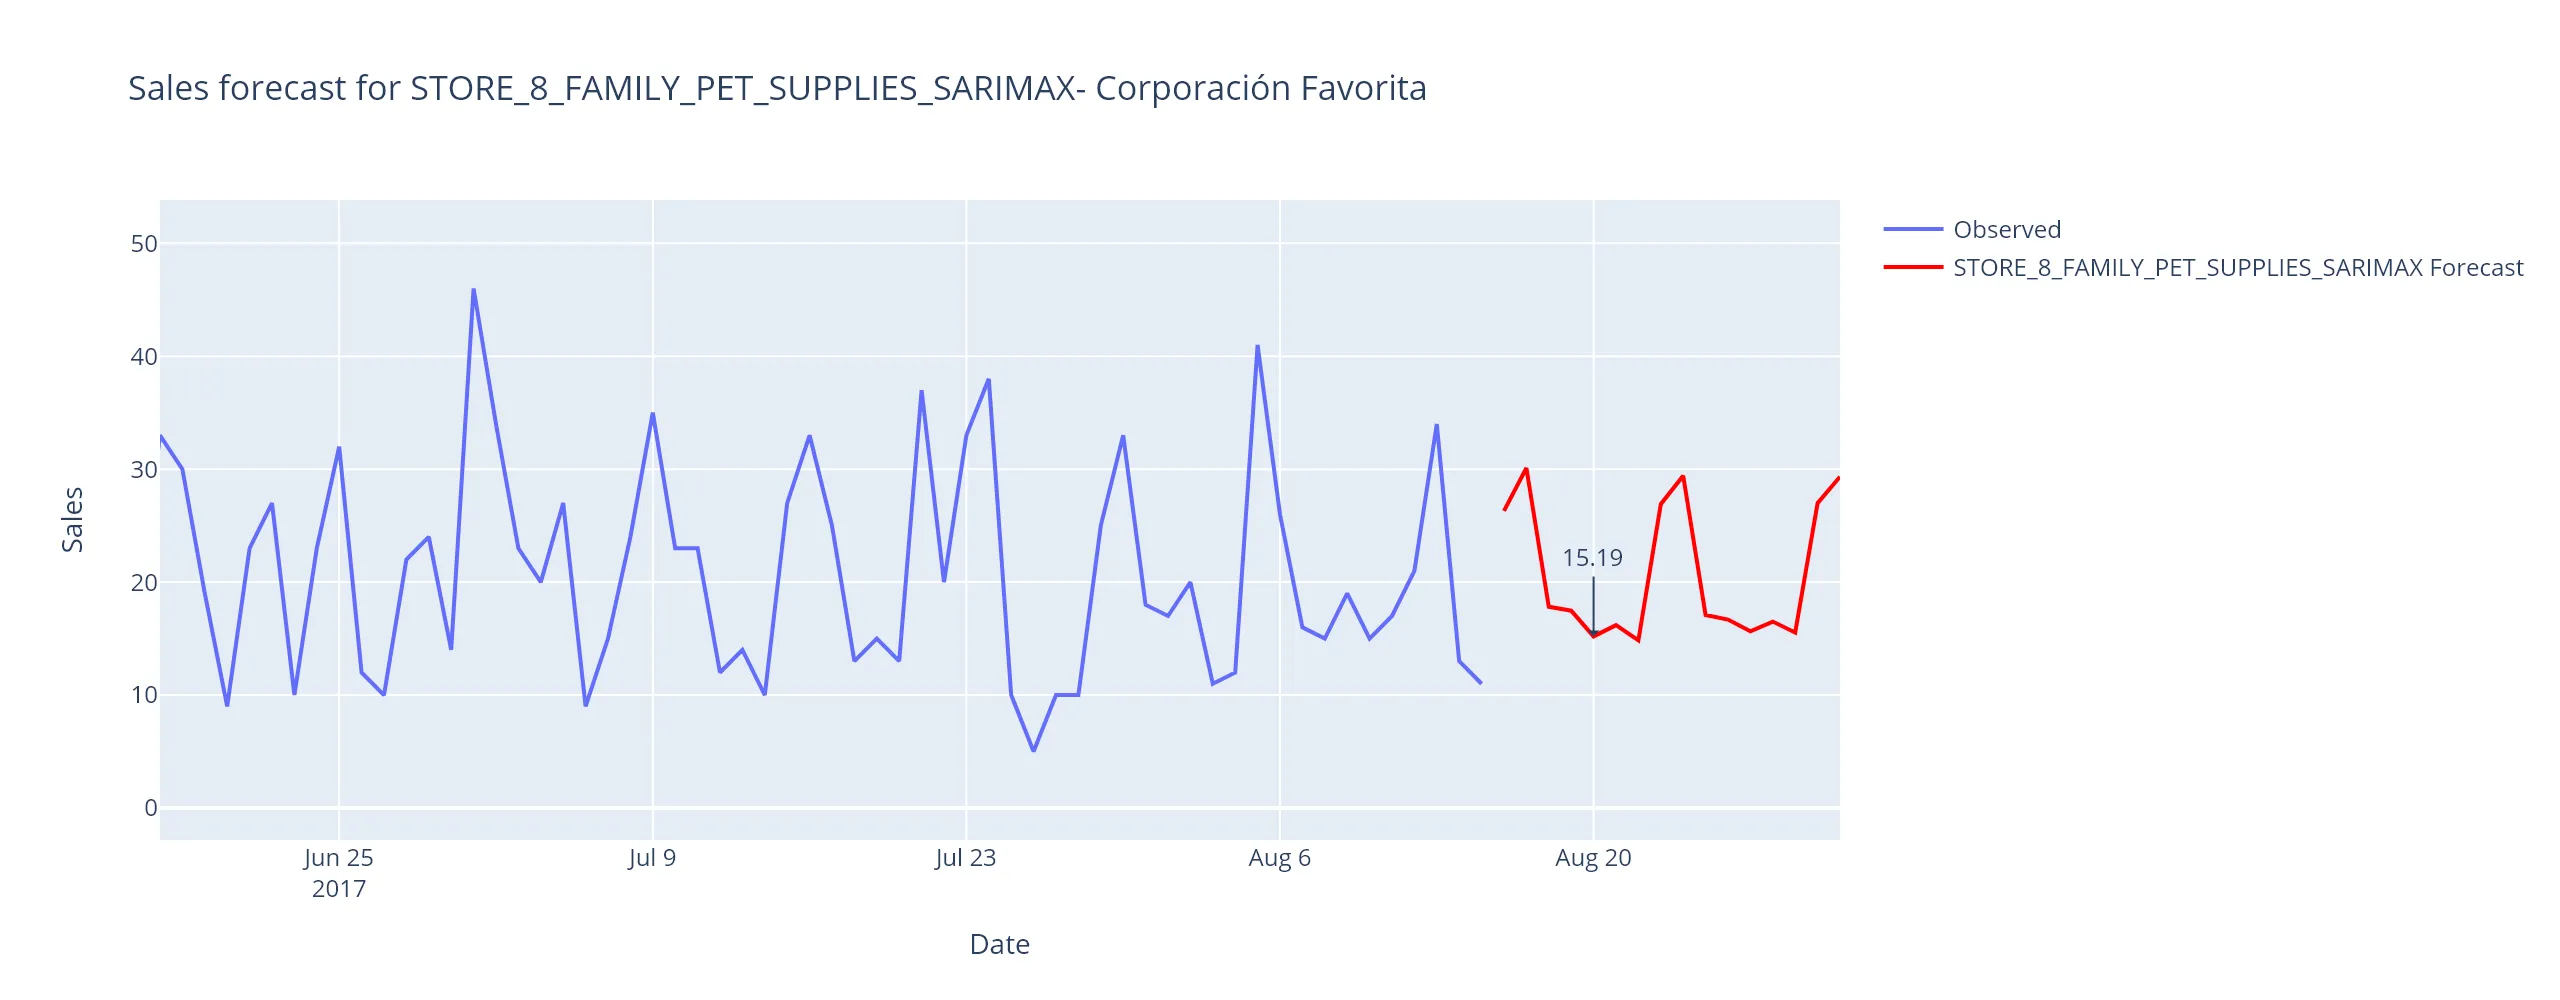 Sales forecast for STORE_8_FAMILY_PET_SUPPLIES_SARIMAX- Corporación Favorita
Observed
STORE_8_FAMILY_PET_SUPPLIES_SARIMAX Forecast
50
40
30
20
10
0
Sales
15.19
Jun 25
2017
Jul 9
Jul 23
Aug 6
Aug 20
Date